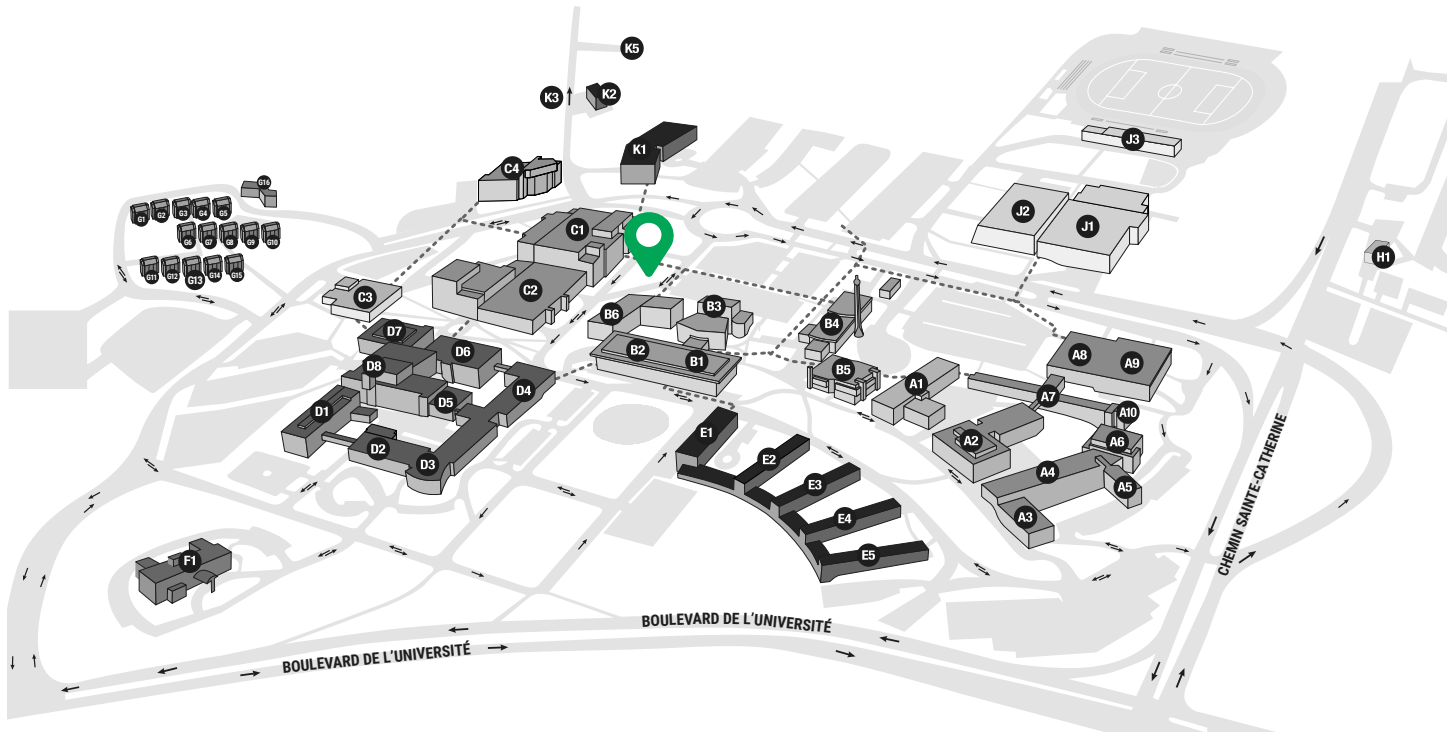 K5
K3
K2
J3
K1
C4
G16
G1
G2
G3
G4
G5
J2
J1
C1
G6
G7
G8
G9
G10
H1
G11
G12
G13
G14
G15
C2
C3
B6
B3
B4
D7
B2
B1
D6
D8
B5
A1
A8
A9
D4
D5
A7
D1
A10
E1
A2
A6
D2
D3
E2
A4
E3
A5
A3
E4
E5
F1
CHEMIN SAINTE-CATHERINE
BOULEVARD DE L'UNIVERSITÉ
BOULEVARD DE L'UNIVERSITÉ